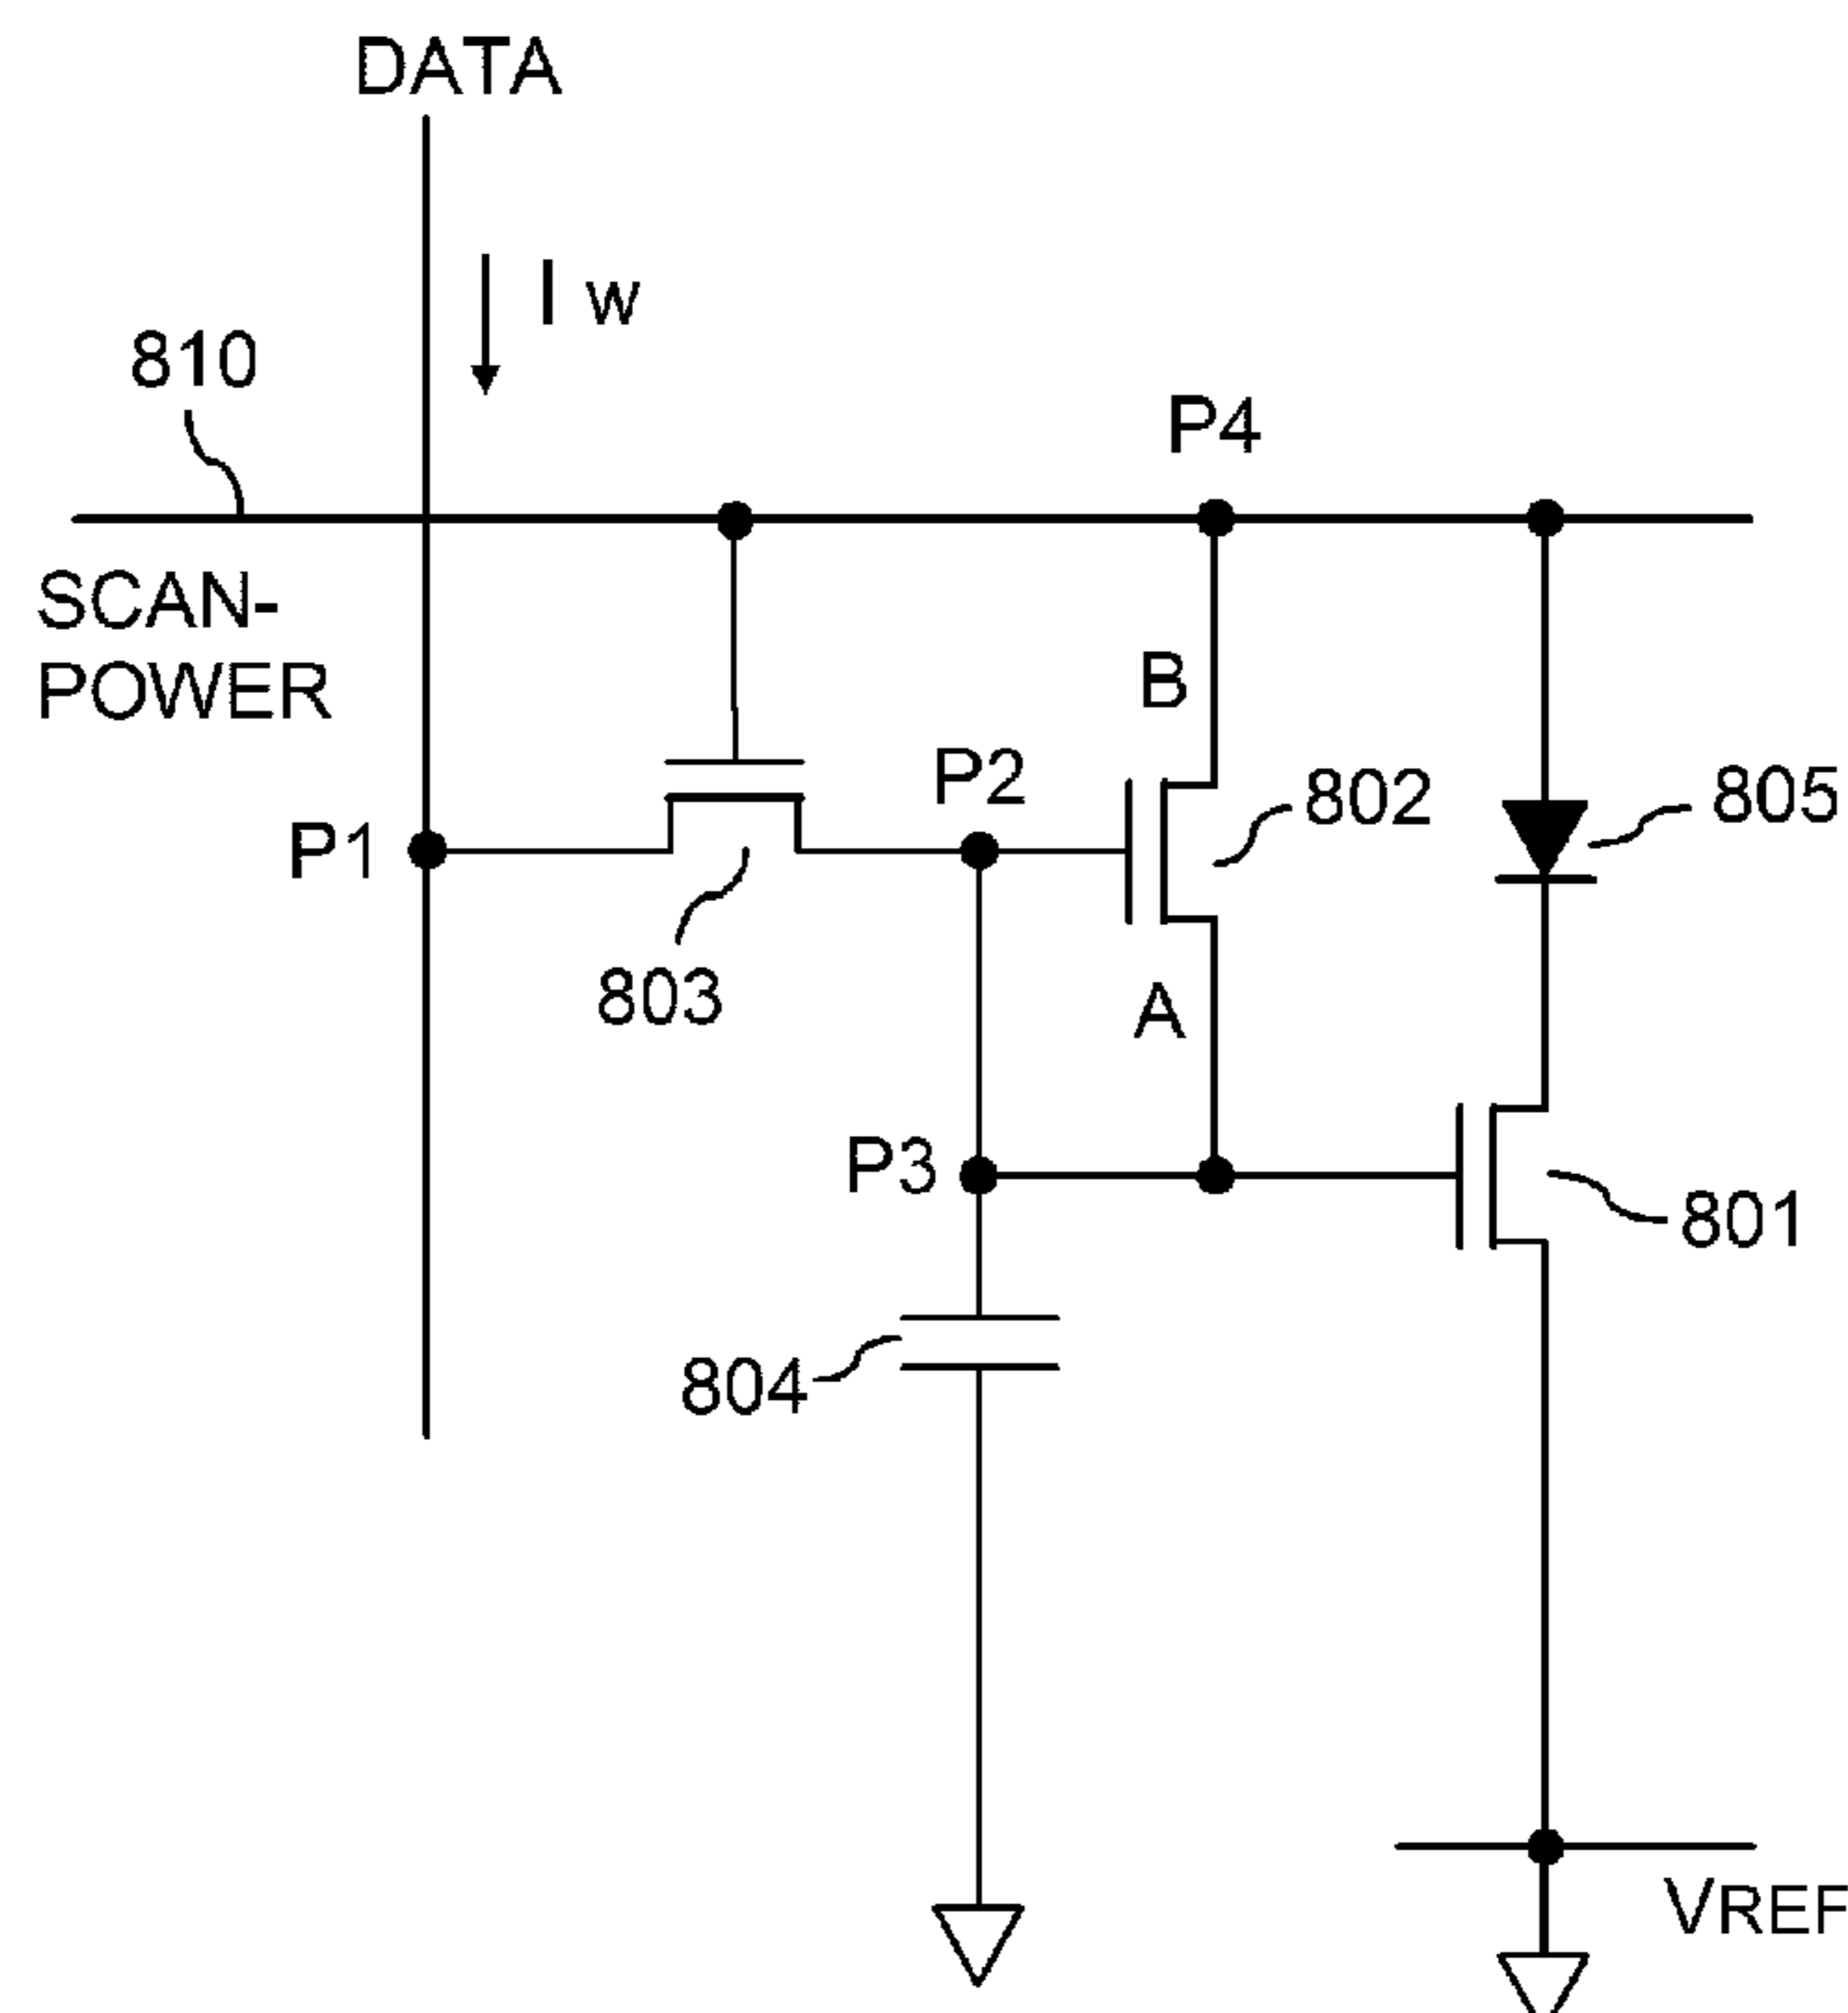 DATA
I w
810
P4
SCAN-
POWER
B
P2
802
805
P1
803
A
P3
801
804
VREF